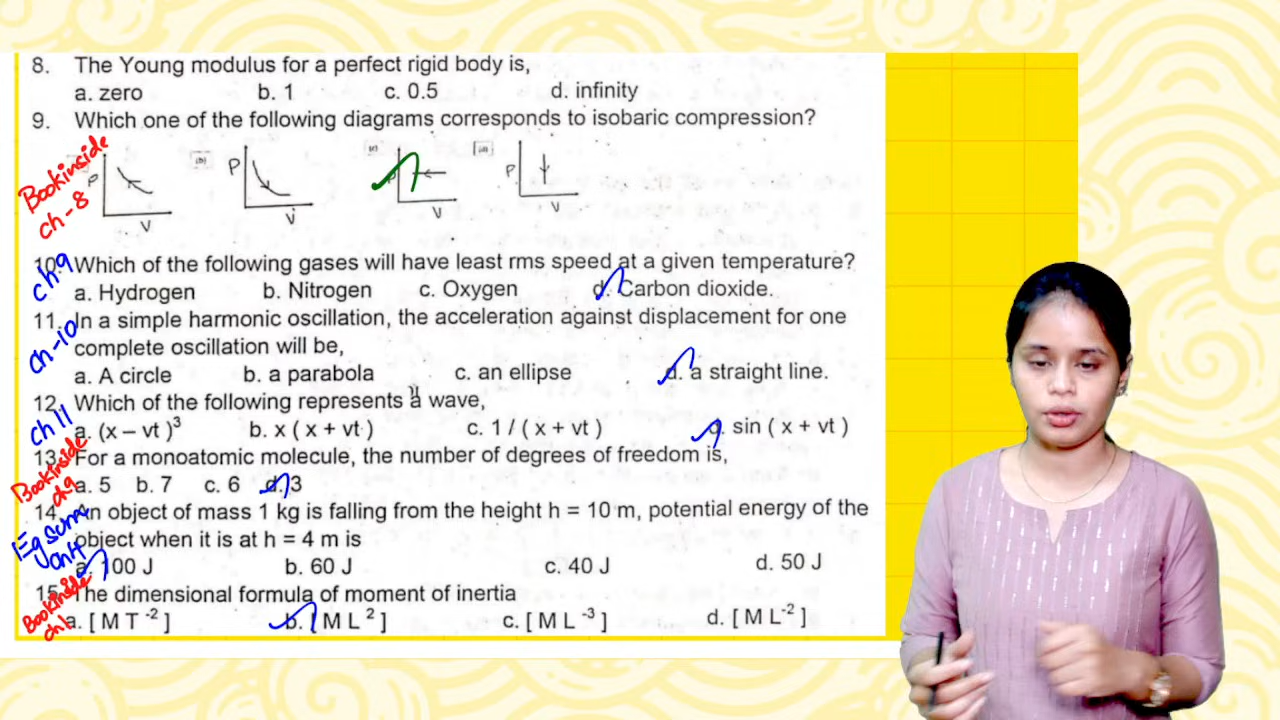 8. The Young modulus for a perfect rigid body is,
a. zero b. 1 c. 0.5 d. infinity
9. Which one of the following diagrams corresponds to isobaric compression?
Bookinside
ch-8
P V
(b) P V
(c) V
(d) P V
10. Which of the following gases will have least rms speed at a given temperature?
ch9
a. Hydrogen b. Nitrogen c. Oxygen d. Carbon dioxide.
11. In a simple harmonic oscillation, the acceleration against displacement for one
ch-10
complete oscillation will be,
a. A circle b. a parabola c. an ellipse d. a straight line.
12. Which of the following represents a wave,
ch11
a. (x – vt )³ b. x ( x + vt ) c. 1 / ( x + vt ) d. sin ( x + vt )
13. For a monoatomic molecule, the number of degrees of freedom is,
Bookinside
ch9
a. 5 b. 7 c. 6 d. 3
14. An object of mass 1 kg is falling from the height h = 10 m, potential energy of the
Eg sum
ch4
object when it is at h = 4 m is
a. 100 J b. 60 J c. 40 J d. 50 J
15. The dimensional formula of moment of inertia
Bookinside
a. [ M T⁻² ] b. [ M L² ] c. [ M L⁻³ ] d. [ M L⁻² ]